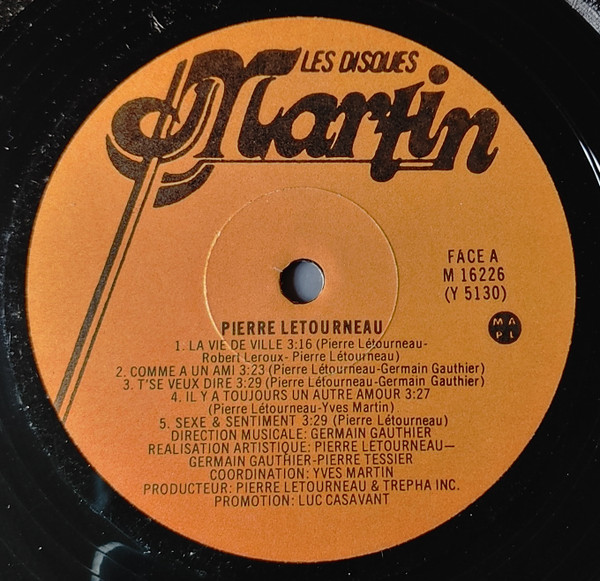 LES DISQUES
Martin
FACE A
M 16226
(Y 5130)
M A
P L
PIERRE LETOURNEAU
1. LA VIE DE VILLE 3:16 (Pierre Létourneau-
Robert Leroux- Pierre Létourneau)
2. COMME A UN AMI 3:23 (Pierre Létourneau-Germain Gauthier)
3. T'SE VEUX DIRE 3:29 (Pierre Létourneau-Germain Gauthier)
4. IL Y A TOUJOURS UN AUTRE AMOUR 3:27
(Pierre Létourneau-Yves Martin)
5. SEXE & SENTIMENT 3:29 (Pierre Létourneau)
DIRECTION MUSICALE: GERMAIN GAUTHIER
REALISATION ARTISTIQUE: PIERRE LETOURNEAU—
GERMAIN GAUTHIER-PIERRE TESSIER
COORDINATION: YVES MARTIN
PRODUCTEUR: PIERRE LETOURNEAU & TREPHA INC.
PROMOTION: LUC CASAVANT